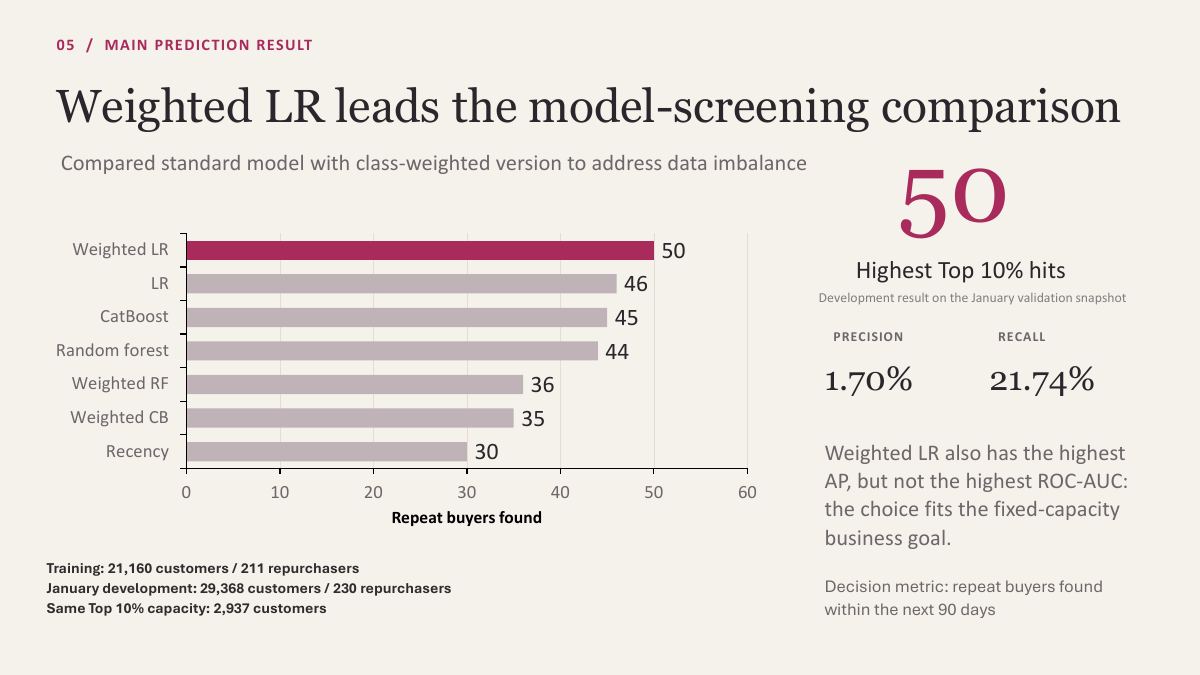 05 / MAIN PREDICTION RESULT
Weighted LR leads the model-screening comparison
Compared standard model with class-weighted version to address data imbalance
Weighted LR 50
LR 46
CatBoost 45
Random forest 44
Weighted RF 36
Weighted CB 35
Recency 30
0 10 20 30 40 50 60
Repeat buyers found
Training: 21,160 customers / 211 repurchasers
January development: 29,368 customers / 230 repurchasers
Same Top 10% capacity: 2,937 customers
50
Highest Top 10% hits
Development result on the January validation snapshot
PRECISION RECALL
1.70% 21.74%
Weighted LR also has the highest
AP, but not the highest ROC-AUC:
the choice fits the fixed-capacity
business goal.
Decision metric: repeat buyers found
within the next 90 days